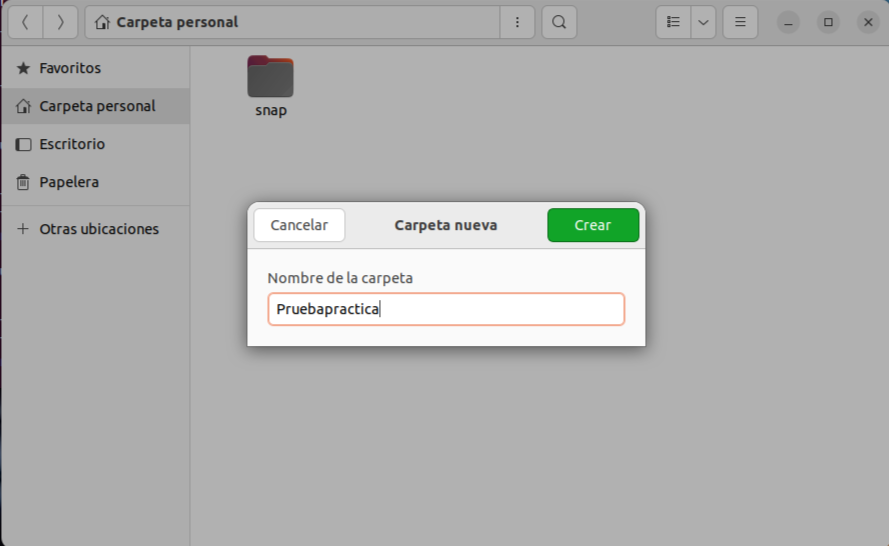 Carpeta personal
Favoritos
Carpeta personal
Escritorio
Papelera
Otras ubicaciones
snap
Cancelar
Carpeta nueva
Crear
Nombre de la carpeta
Pruebapractica